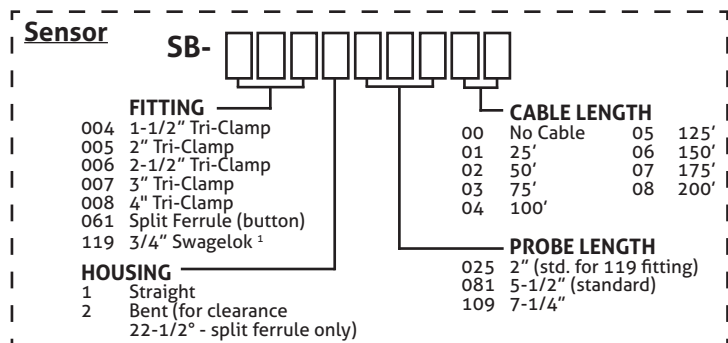 Sensor
SB-
FITTING
004 1-1/2" Tri-Clamp
005 2" Tri-Clamp
006 2-1/2" Tri-Clamp
007 3" Tri-Clamp
008 4" Tri-Clamp
061 Split Ferrule (button)
119 3/4" Swagelok ¹
HOUSING
1 Straight
2 Bent (for clearance
22-1/2° - split ferrule only)
CABLE LENGTH
00 No Cable 05 125'
01 25' 06 150'
02 50' 07 175'
03 75' 08 200'
04 100'
PROBE LENGTH
025 2" (std. for 119 fitting)
081 5-1/2" (standard)
109 7-1/4"